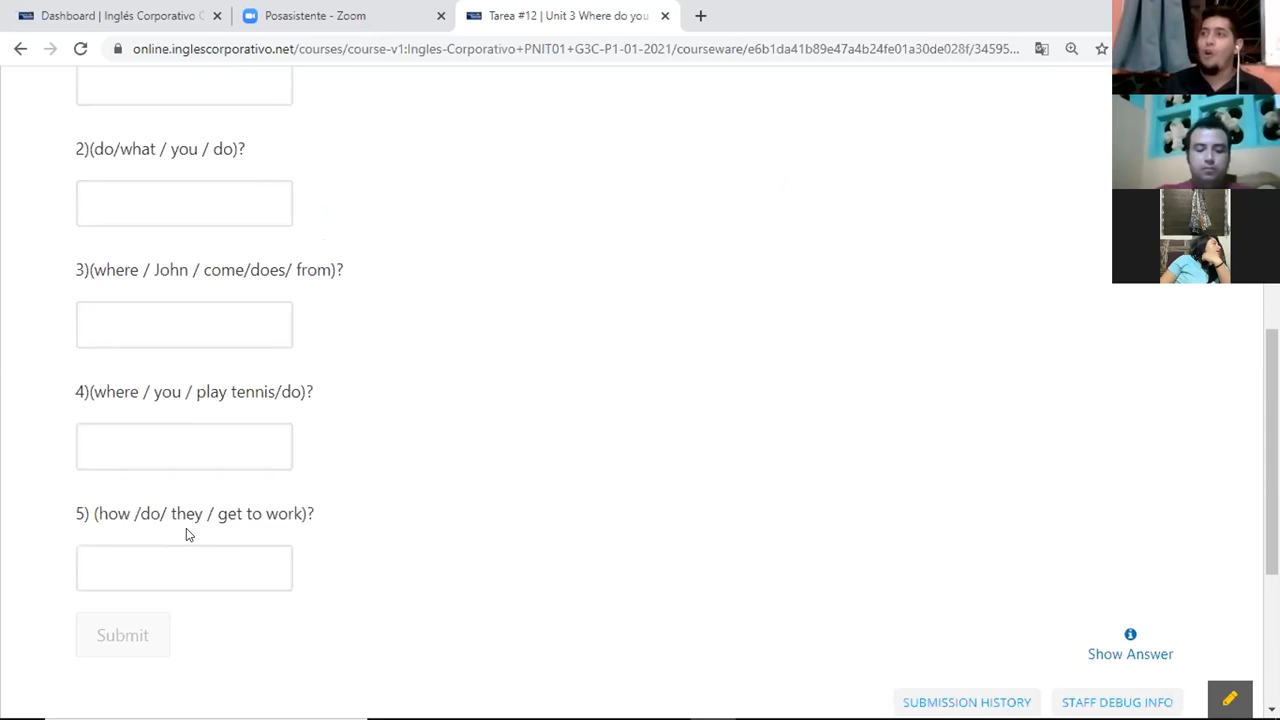 Dashboard | Inglés Corporativo
Posasistente - Zoom
Tarea #12 | Unit 3 Where do you
online.inglescorporativo.net/courses/course-v1:Ingles-Corporativo+PNIT01+G3C-P1-01-2021/courseware/e6b1da41b89e47a4b24fe01a30de028f/34595...
2)(do/what / you / do)?
3)(where / John / come/does/ from)?
4)(where / you / play tennis/do)?
5) (how /do/ they / get to work)?
Submit
Show Answer
SUBMISSION HISTORY
STAFF DEBUG INFO